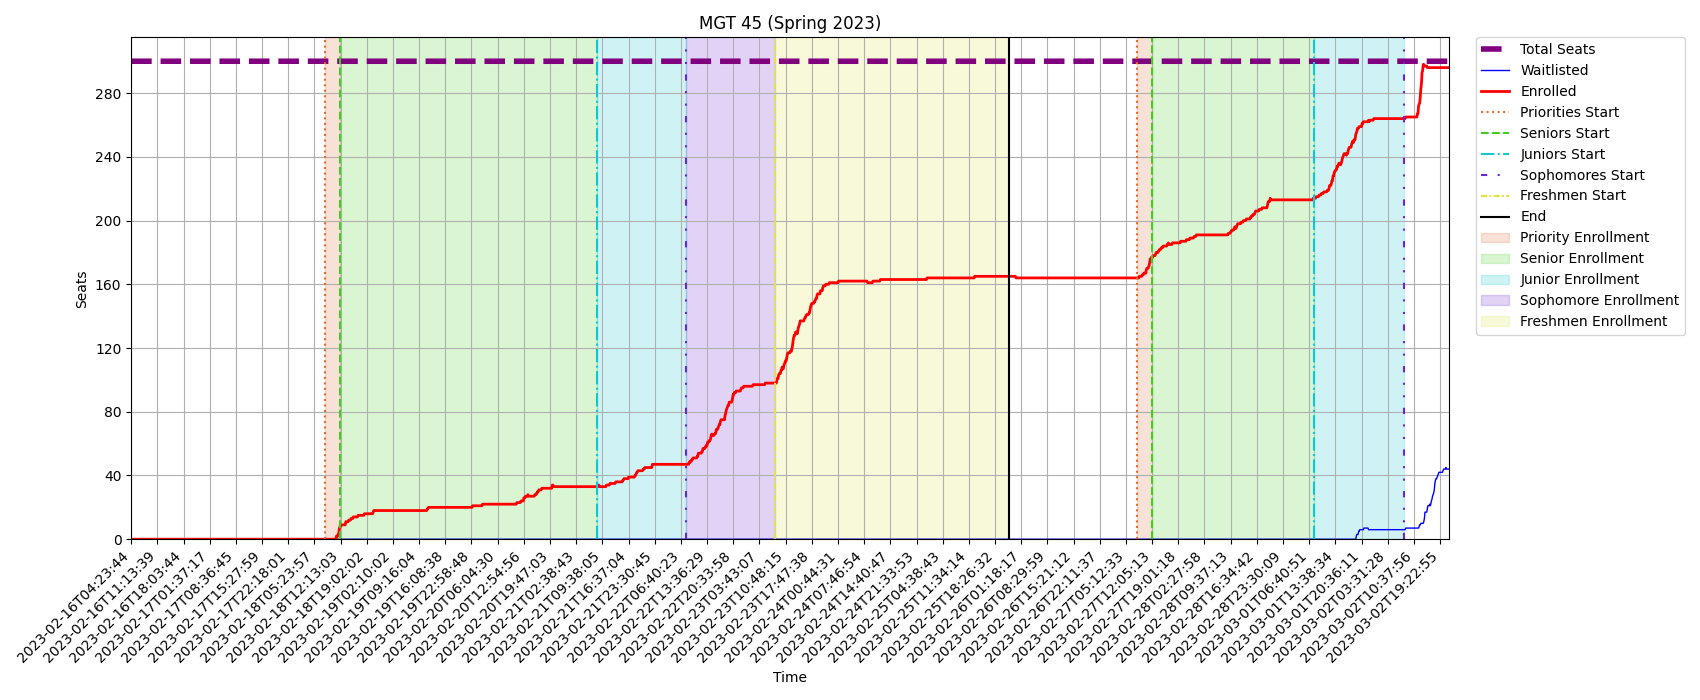 MGT 45 (Spring 2023)
Seats
280
240
200
160
120
80
40
0
2023-02-16T04:23:44
2023-02-16T11:13:39
2023-02-16T18:03:44
2023-02-17T01:37:17
2023-02-17T08:36:45
2023-02-17T15:27:59
2023-02-17T22:18:01
2023-02-18T05:23:57
2023-02-18T12:13:03
2023-02-18T19:02:02
2023-02-19T02:10:02
2023-02-19T09:16:04
2023-02-19T16:08:38
2023-02-19T22:58:48
2023-02-20T06:04:30
2023-02-20T12:54:56
2023-02-20T19:47:03
2023-02-21T02:38:43
2023-02-21T09:38:05
2023-02-21T16:37:04
2023-02-21T23:30:45
2023-02-22T06:40:23
2023-02-22T13:36:29
2023-02-22T20:33:58
2023-02-23T03:43:07
2023-02-23T10:48:15
2023-02-23T17:47:38
2023-02-24T00:44:31
2023-02-24T07:46:54
2023-02-24T14:40:47
2023-02-24T21:33:53
2023-02-25T04:38:43
2023-02-25T11:34:14
2023-02-25T18:26:32
2023-02-26T01:18:17
2023-02-26T08:29:59
2023-02-26T15:21:12
2023-02-26T22:11:37
2023-02-27T05:12:33
2023-02-27T12:05:13
2023-02-27T19:01:18
2023-02-28T02:27:58
2023-02-28T09:37:13
2023-02-28T16:34:42
2023-02-28T23:30:09
2023-03-01T06:40:51
2023-03-01T13:38:34
2023-03-01T20:36:11
2023-03-02T03:31:28
2023-03-02T10:37:56
2023-03-02T19:22:55
Time
Total Seats
Waitlisted
Enrolled
Priorities Start
Seniors Start
Juniors Start
Sophomores Start
Freshmen Start
End
Priority Enrollment
Senior Enrollment
Junior Enrollment
Sophomore Enrollment
Freshmen Enrollment